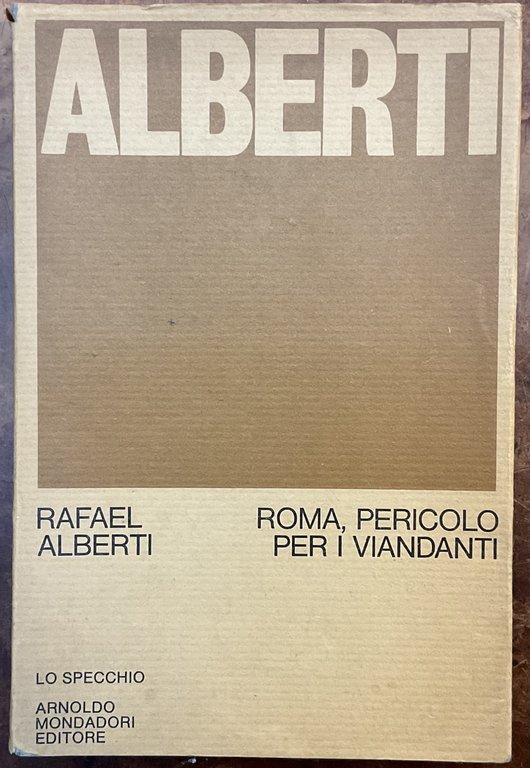 ALBERTI
RAFAEL
ALBERTI
ROMA, PERICOLO
PER I VIANDANTI
LO SPECCHIO
ARNOLDO
MONDADORI
EDITORE